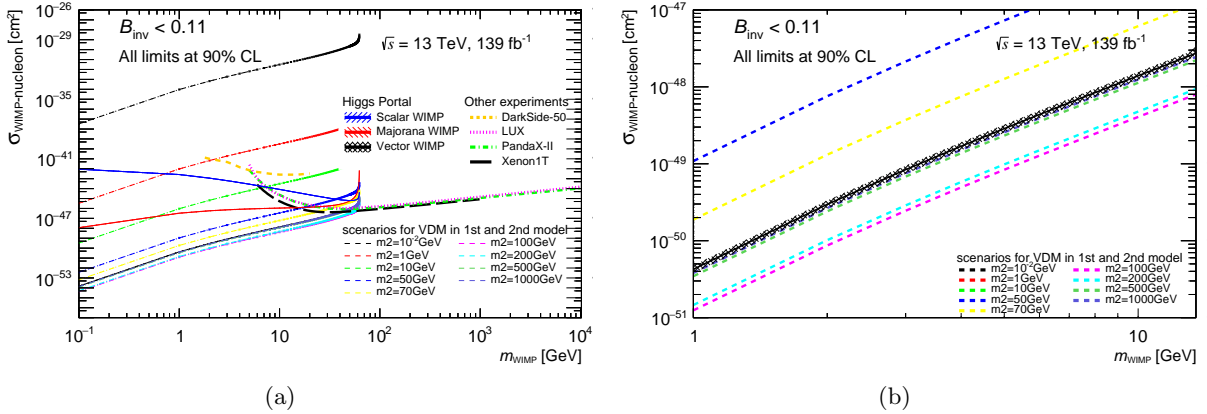 σ_WIMP-nucleon [cm²]
10⁻²⁶
10⁻²⁹
10⁻³⁵
10⁻⁴¹
10⁻⁴⁷
10⁻⁵³
B_inv < 0.11
All limits at 90% CL
√s = 13 TeV, 139 fb⁻¹
Higgs Portal
Scalar WIMP
Majorana WIMP
Vector WIMP
Other experiments
DarkSide-50
LUX
PandaX-II
Xenon1T
scenarios for VDM in 1st and 2nd model
m2=10⁻²GeV
m2=1GeV
m2=10GeV
m2=50GeV
m2=70GeV
m2=100GeV
m2=200GeV
m2=500GeV
m2=1000GeV
10⁻¹ 1 10 10² 10³ 10⁴
m_WIMP [GeV]
(a)
σ_WIMP-nucleon [cm²]
10⁻⁴⁷
10⁻⁴⁸
10⁻⁴⁹
10⁻⁵⁰
10⁻⁵¹
B_inv < 0.11
All limits at 90% CL
√s = 13 TeV, 139 fb⁻¹
scenarios for VDM in 1st and 2nd model
m2=10⁻²GeV
m2=1GeV
m2=10GeV
m2=50GeV
m2=70GeV
m2=100GeV
m2=200GeV
m2=500GeV
m2=1000GeV
1 10
m_WIMP [GeV]
(b)